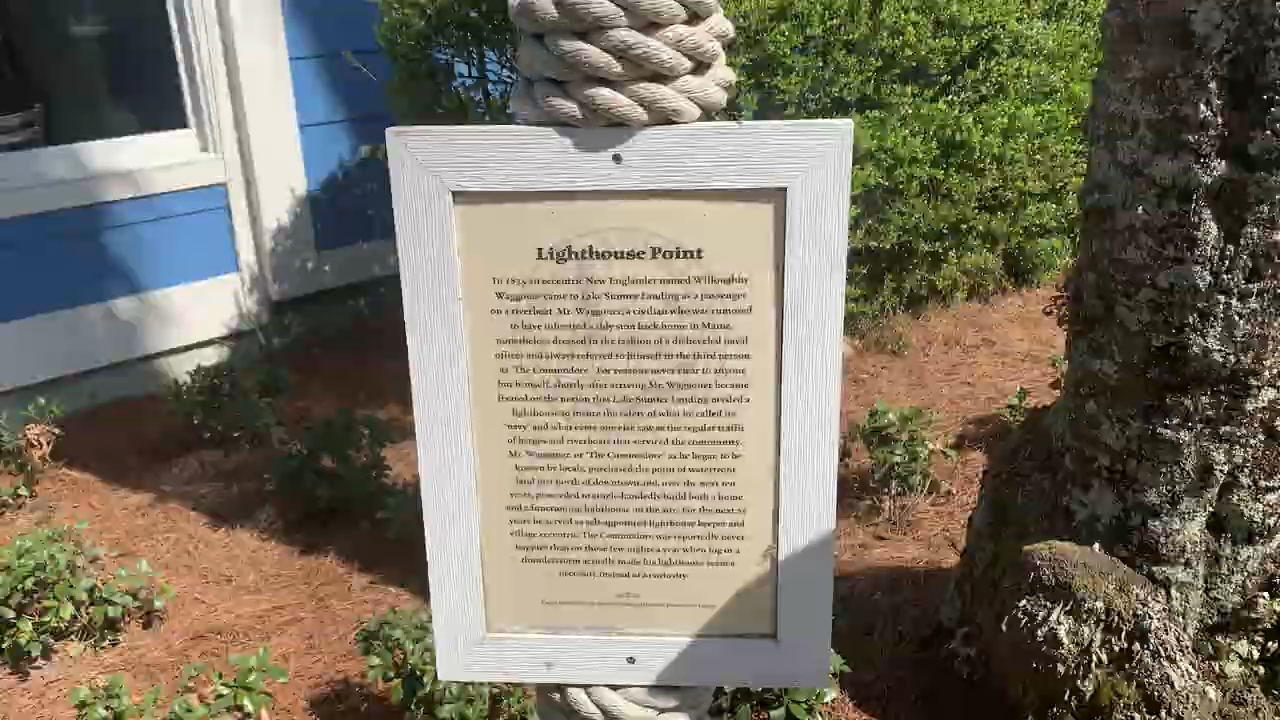 Lighthouse Point
In 1835, an eccentric New Englander named Willoughby
Waggoner came to Lake Sumter Landing as a passenger
on a riverboat. Mr. Waggoner, a civilian who was rumored
to have inherited a tidy sum back home in Maine,
nonetheless dressed in the fashion of a disheveled naval
officer and always referred to himself in the third person
as "The Commodore." For reasons never clear to anyone
but himself, shortly after arriving Mr. Waggoner became
fixated on the notion that Lake Sumter Landing needed a
lighthouse to insure the safety of what he called its
"navy" and what everyone else saw as the regular traffic
of barges and riverboats that serviced the community.
Mr. Waggoner, or "The Commodore" as he began to be
known by locals, purchased the point of waterfront
land just north of downtown and, over the next ten
years, proceeded to single-handedly build both a home
and a functioning lighthouse on the site. For the next
years he served as self-appointed lighthouse keeper and
village eccentric. The Commodore was reportedly never
happier than on those few nights a year when fog or a
thunderstorm actually made his lighthouse seem a
necessity instead of a curiosity.